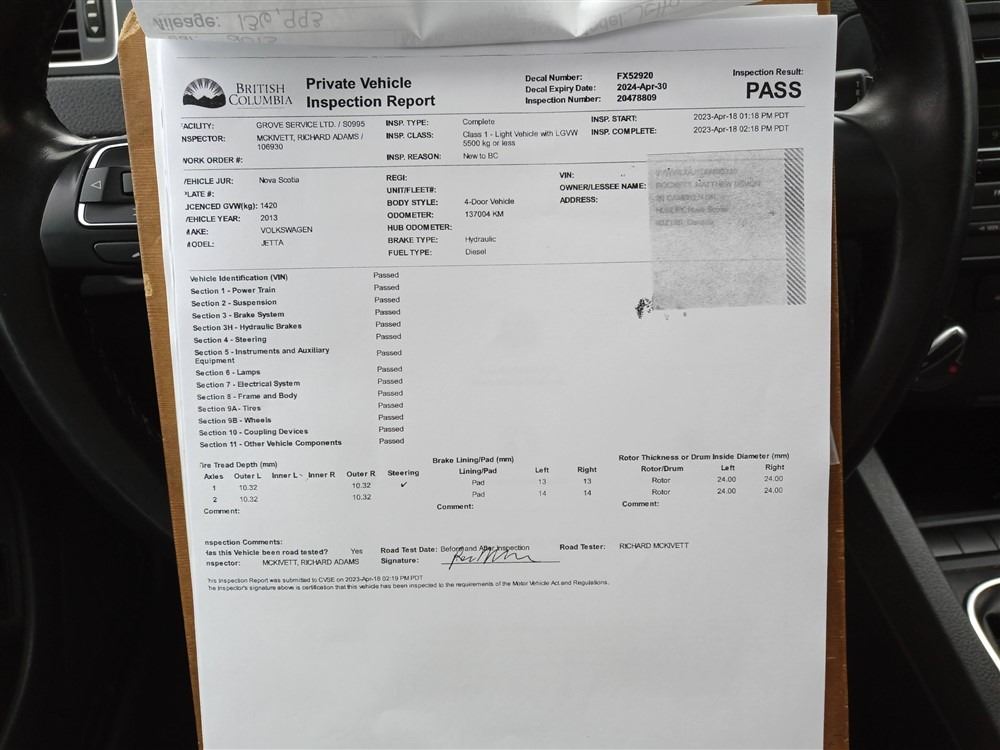 Mileage: 136,993
2013
BRITISH COLUMBIA
Private Vehicle
Inspection Report
Decal Number: FX52920
Decal Expiry Date: 2024-Apr-30
Inspection Number: 20478809
Inspection Result:
PASS
ACILITY: GROVE SERVICE LTD. / S0995
NSPECTOR: MCKIVETT, RICHARD ADAMS /
106930
WORK ORDER #:
INSP. TYPE: Complete
INSP. CLASS: Class 1 - Light Vehicle with LGVW
5500 kg or less
INSP. REASON: New to BC
INSP. START: 2023-Apr-18 01:18 PM PDT
INSP. COMPLETE: 2023-Apr-18 02:18 PM PDT
VEHICLE JUR: Nova Scotia
PLATE #:
LICENCED GVW(kg): 1420
VEHICLE YEAR: 2013
MAKE: VOLKSWAGEN
MODEL: JETTA
REGI:
UNIT/FLEET#:
BODY STYLE: 4-Door Vehicle
ODOMETER: 137004 KM
HUB ODOMETER:
BRAKE TYPE: Hydraulic
FUEL TYPE: Diesel
VIN:
OWNER/LESSEE NAME:
ADDRESS:
Vehicle Identification (VIN) Passed
Section 1 - Power Train Passed
Section 2 - Suspension Passed
Section 3 - Brake System Passed
Section 3H - Hydraulic Brakes Passed
Section 4 - Steering Passed
Section 5 - Instruments and Auxiliary
Equipment Passed
Section 6 - Lamps Passed
Section 7 - Electrical System Passed
Section 8 - Frame and Body Passed
Section 9A - Tires Passed
Section 9B - Wheels Passed
Section 10 - Coupling Devices Passed
Section 11 - Other Vehicle Components Passed
Tire Tread Depth (mm)
Axles Outer L Inner L - Inner R Outer R Steering
1 10.32 10.32 ✓
2 10.32 10.32
Comment:
Brake Lining/Pad (mm)
Lining/Pad Left Right
Pad 13 13
Pad 14 14
Comment:
Rotor Thickness or Drum Inside Diameter (mm)
Rotor/Drum Left Right
Rotor 24.00 24.00
Rotor 24.00 24.00
Comment:
nspection Comments:
Has this Vehicle been road tested? Yes Road Test Date: Before and After Inspection Road Tester: RICHARD MCKIVETT
nspector: MCKIVETT, RICHARD ADAMS Signature:
This Inspection Report was submitted to CVSE on 2023-Apr-18 02:19 PM PDT
The Inspector's signature above is certification that this vehicle has been inspected to the requirements of the Motor Vehicle Act and Regulations.